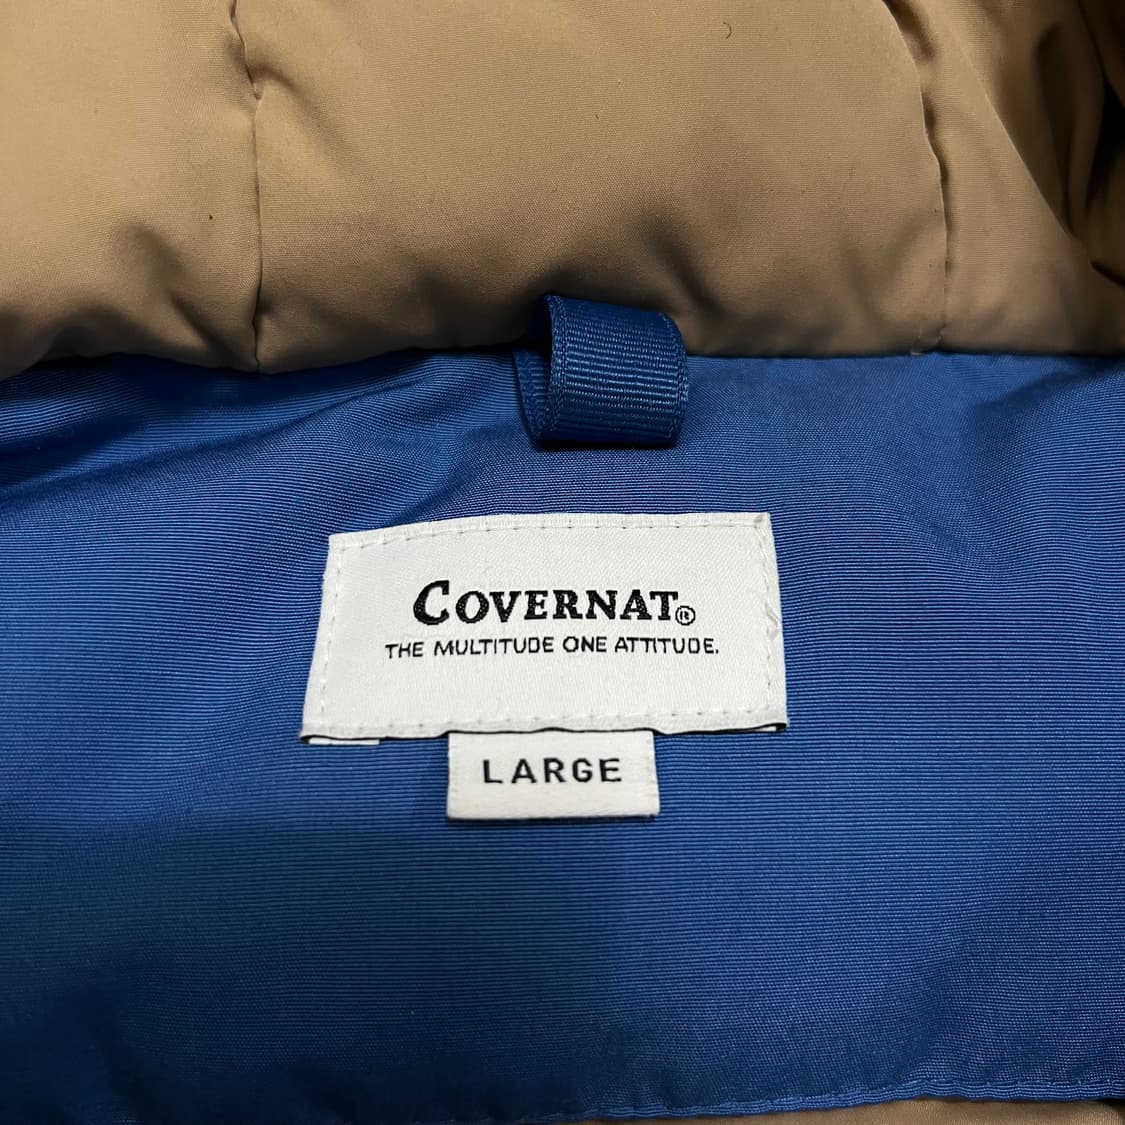 COVERNAT®
THE MULTITUDE ONE ATTITUDE.
LARGE